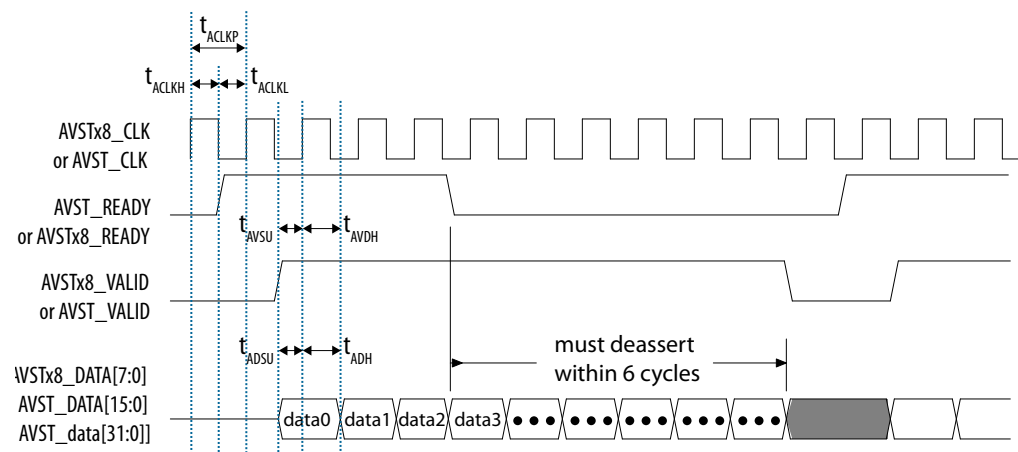 tACLKP
tACLKH
tACLKL
AVSTx8_CLK
or AVST_CLK
AVST_READY
or AVSTx8_READY
tAVSU
tAVDH
AVSTx8_VALID
or AVST_VALID
tADSU
tADH
must deassert
within 6 cycles
VSTx8_DATA[7:0]
AVST_DATA[15:0]
AVST_data[31:0]]
data0 data1 data2 data3